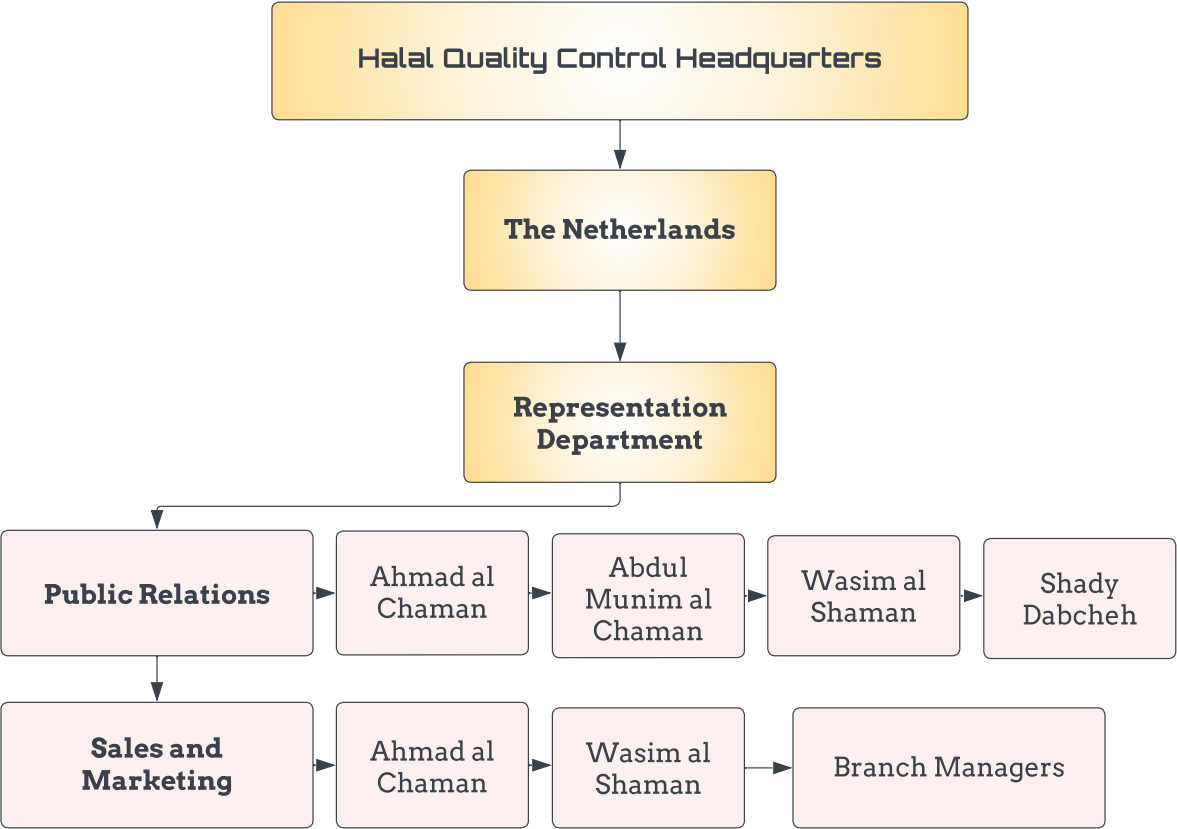 Halal Quality Control Headquarters
The Netherlands
Representation
Department
Public Relations
Ahmad al
Chaman
Abdul
Munim al
Chaman
Wasim al
Shaman
Shady
Dabcheh
Sales and
Marketing
Ahmad al
Chaman
Wasim al
Shaman
Branch Managers